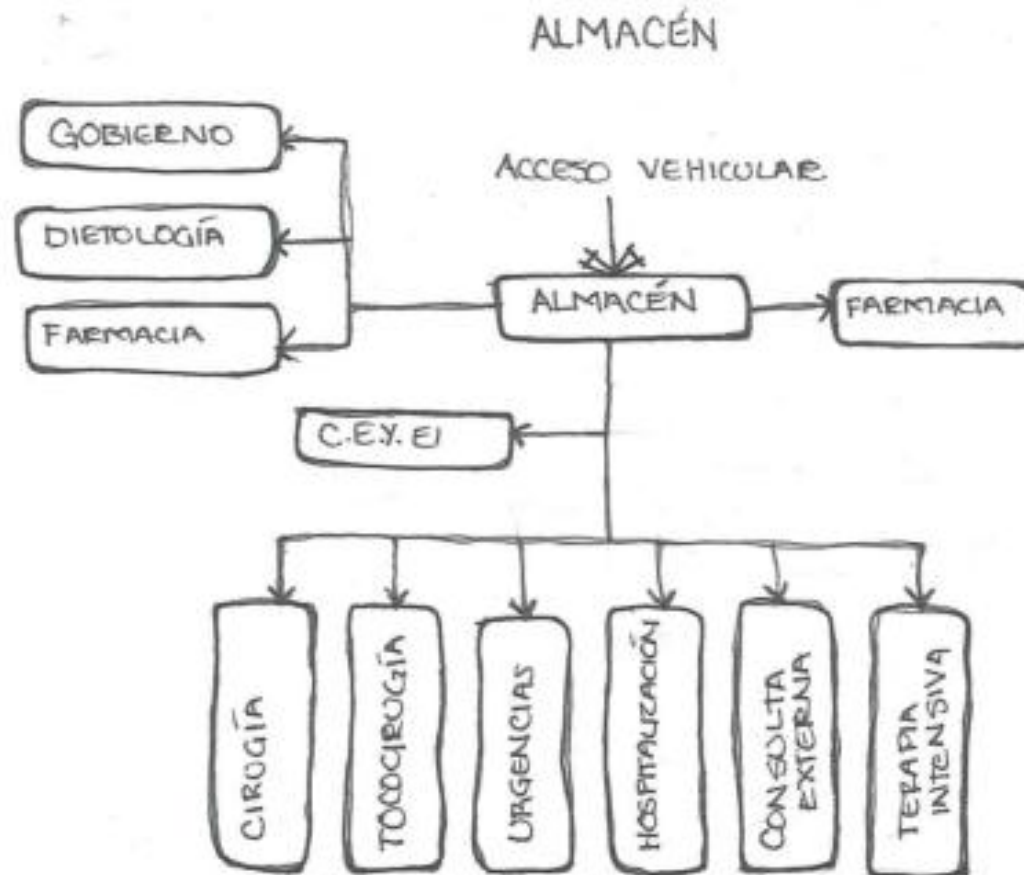 ALMACÉN
GOBIERNO
ACCESO VEHICULAR
DIETOLOGÍA
ALMACÉN
FARMACIA
FARMACIA
C.E.Y.E
CIRUGÍA
TOCOCIRUGÍA
URGENCIAS
HOSPITALIZACIÓN
CONSULTA
EXTERNA
TERAPIA
INTENSIVA